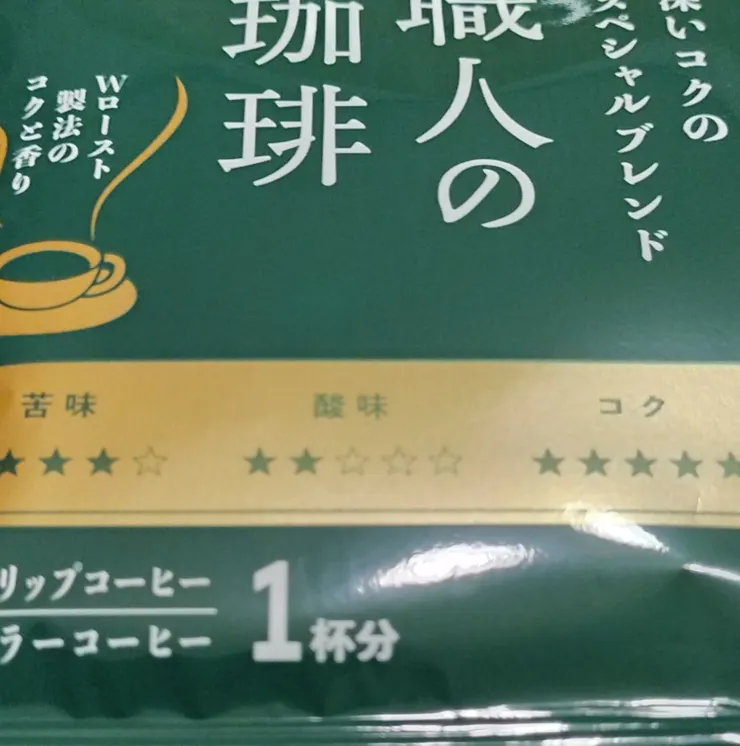 深いコクの
スペシャルブレンド
職人の
珈琲
Wロースト
製法の
コクと香り
苦味
★★★☆
酸味
★★☆☆☆
コク
★★★★★
リップコーヒー
ラーコーヒー
1杯分